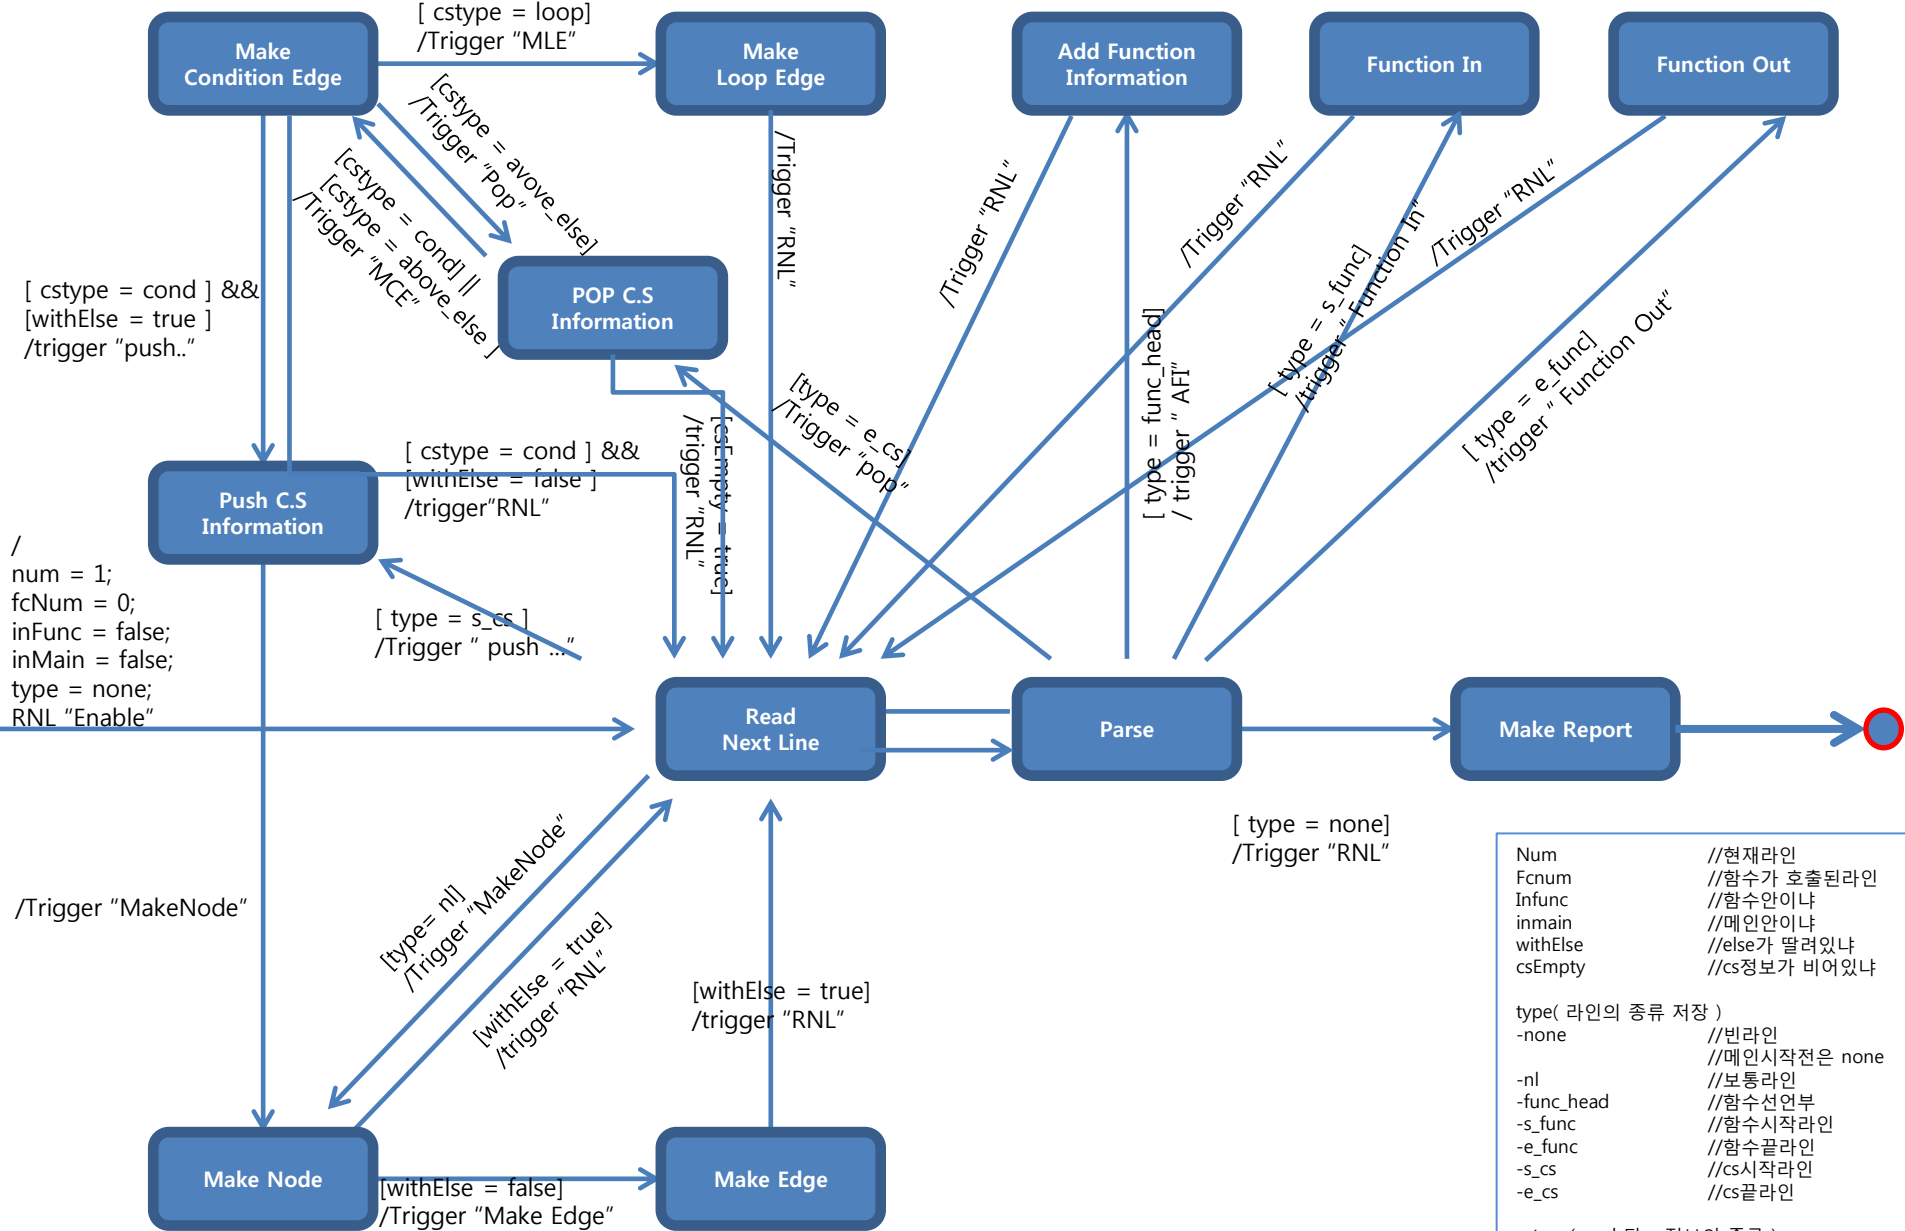 [ cstype = loop]
/Trigger “MLE”
Make
Condition Edge
Make
Loop Edge
Add Function
Information
Function In
Function Out
[cstype = avove_else]
/Trigger
“Pop”
[cstype = cond] ||
[cstype = above_else ]
/Trigger
“MCE”
/Trigger “RNL”
/Trigger “RNL”
/Trigger “RNL”
/Trigger “RNL”
[ cstype = cond ] &&
[withElse = true ]
/trigger “push..”
POP C.S
Information
[type = e_cs]
/Trigger “pop”
[ type = func_head]
/ trigger “ AFI”
[ type = s_func]
/trigger “ Function In”
[ type = e_func]
/trigger “ Function Out”
[csEmpty = true]
/trigger “RNL”
[ cstype = cond ] &&
[withElse = false ]
/trigger“RNL”
Push C.S
Information
/
num = 1;
fcNum = 0;
inFunc = false;
inMain = false;
type = none;
RNL “Enable”
[ type = s_cs ]
/Trigger “ push ...”
Read
Next Line
Parse
Make Report
[ type = none]
/Trigger “RNL”
/Trigger “MakeNode”
[type= nl]
/Trigger “MakeNode”
[withElse = true]
/trigger “RNL”
[withElse = true]
/trigger “RNL”
Make Node
[withElse = false]
/Trigger “Make Edge”
Make Edge
Num //현재라인
Fcnum //함수가 호출된라인
Infunc //함수안이냐
inmain //메인안이냐
withElse //else가 딸려있냐
csEmpty //cs정보가 비어있냐
type( 라인의 종류 저장 )
-none //빈라인
//메인시작전은 none
-nl //보통라인
-func_head //함수선언부
-s_func //함수시작라인
-e_func //함수끝라인
-s_cs //cs시작라인
-e_cs //cs끝라인